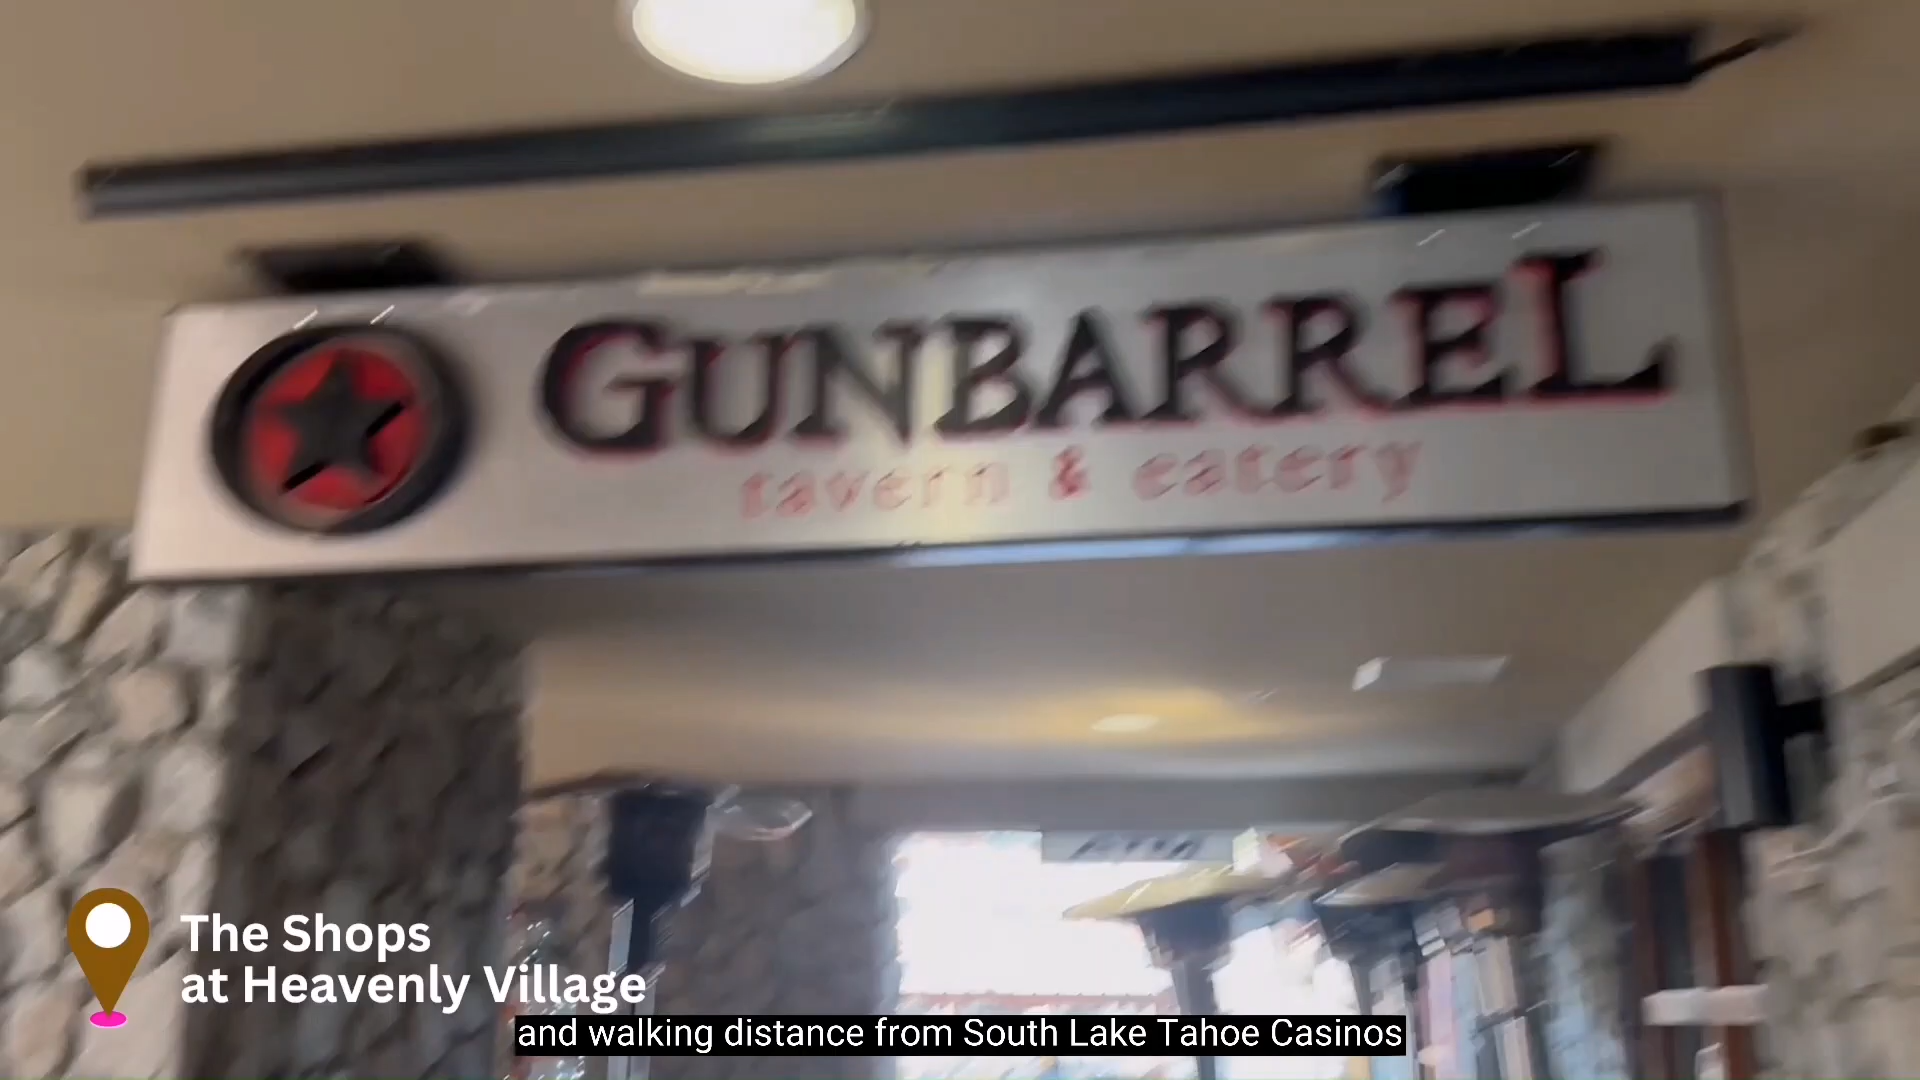 GUNBARREL
tavern & eatery
The Shops
at Heavenly Village
and walking distance from South Lake Tahoe Casinos